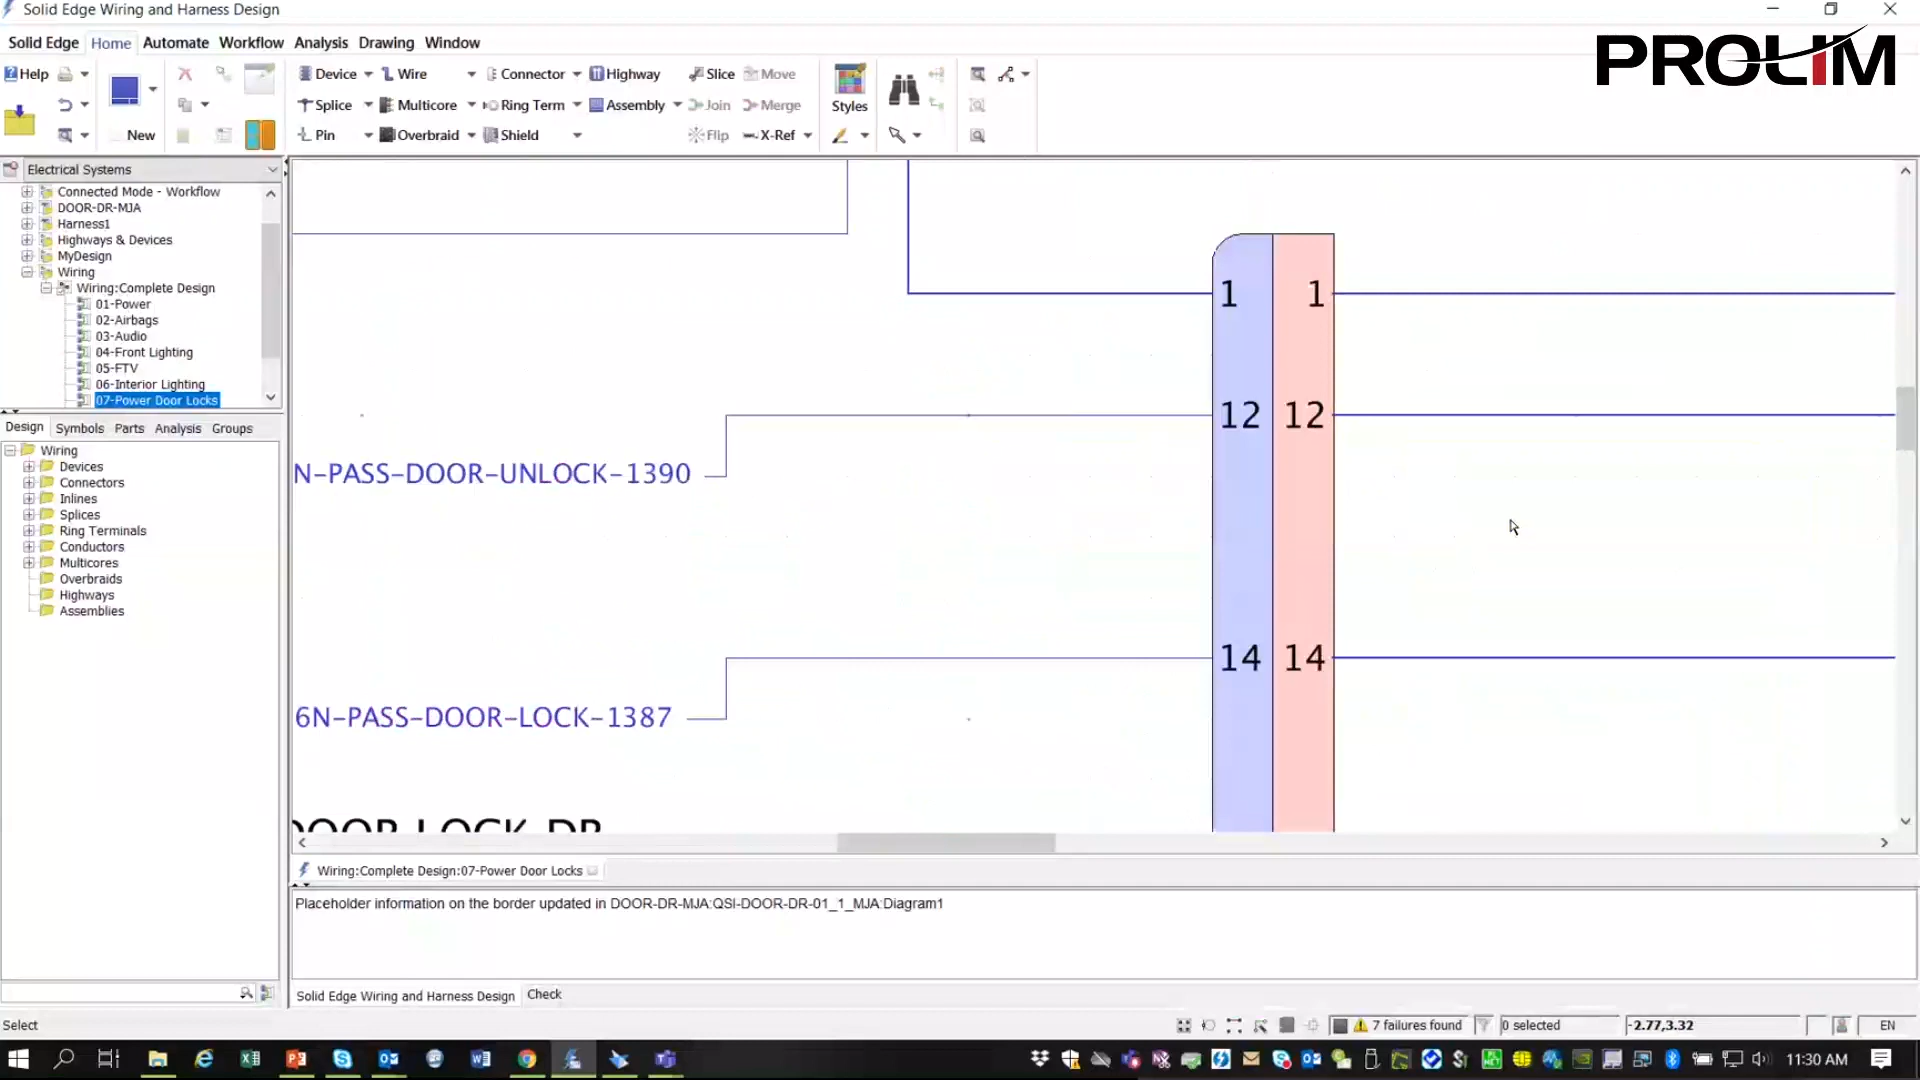 Solid Edge Wiring and Harness Design
Solid Edge Home Automate Workflow Analysis Drawing Window
PROLIM
Help Device Wire Connector Highway Slice Move
Splice Multicore Ring Term Assembly Join Merge Styles
New Pin Overbraid Shield Flip X-Ref
Electrical Systems
Connected Mode - Workflow
DOOR-DR-MJA
Harness1
Highways & Devices
MyDesign
Wiring
Wiring:Complete Design
01-Power
02-Airbags
03-Audio
04-Front Lighting
05-FTV
06-Interior Lighting
07-Power Door Locks
Design Symbols Parts Analysis Groups
Wiring
Devices
Connectors
Inlines
Splices
Ring Terminals
Conductors
Multicores
Overbraids
Highways
Assemblies
1 1
12 12
N-PASS-DOOR-UNLOCK-1390
14 14
6N-PASS-DOOR-LOCK-1387
DOOR-LOCK-DR
Wiring:Complete Design:07-Power Door Locks
Placeholder information on the border updated in DOOR-DR-MJA:QSI-DOOR-DR-01_1_MJA:Diagram1
Solid Edge Wiring and Harness Design Check
Select 7 failures found 0 selected -2.77,3.32 EN
11:30 AM